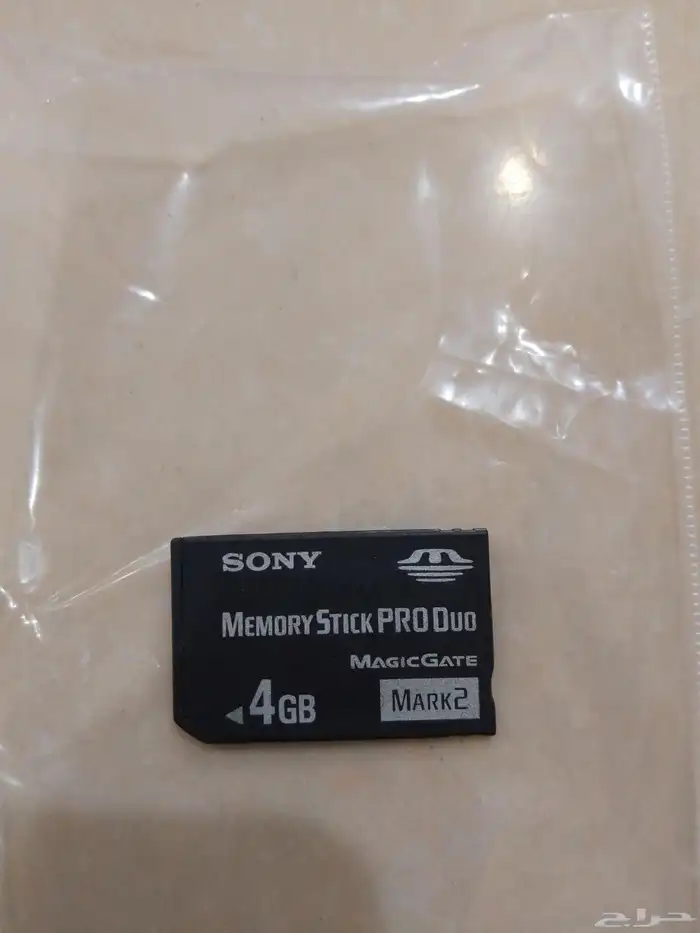 SONY
MEMORY STICK PRO DUO
MAGICGATE
4GB
MARK2
حراج